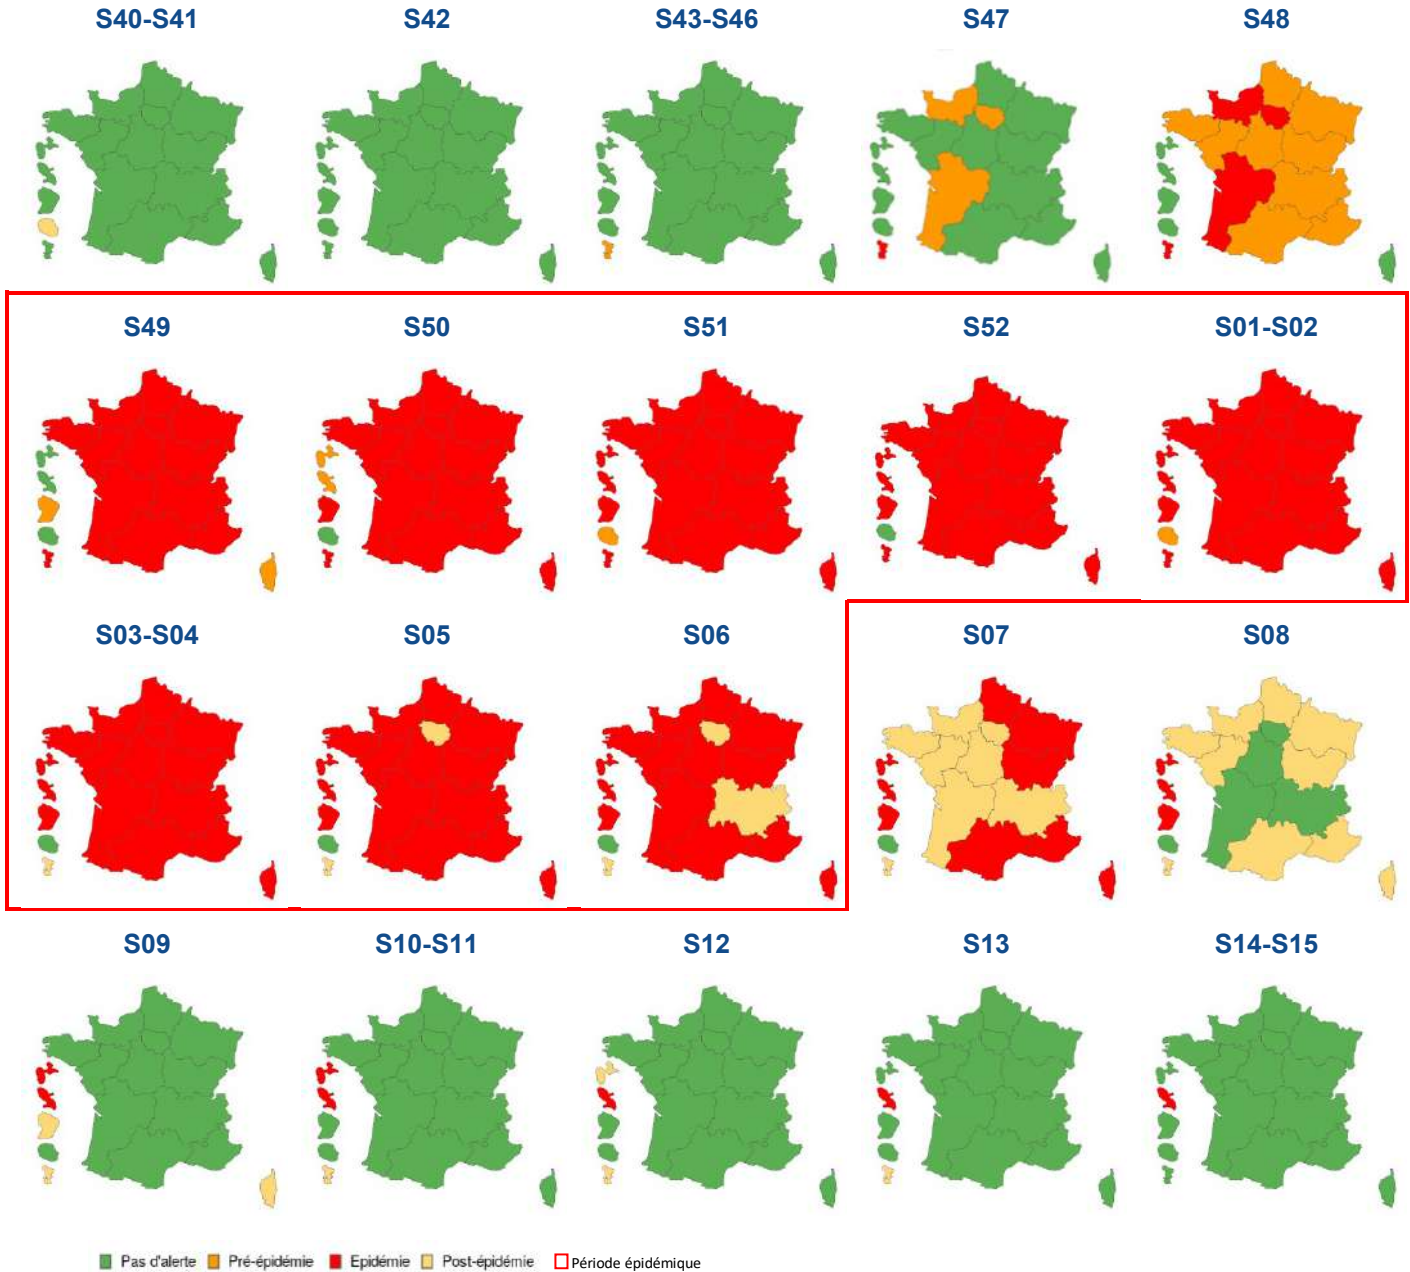 S40-S41 S42 S43-S46 S47 S48
S49 S50 S51 S52 S01-S02
S03-S04 S05 S06 S07 S08
S09 S10-S11 S12 S13 S14-S15
Pas d'alerte Pré-épidémie Epidémie Post-épidémie Période épidémique